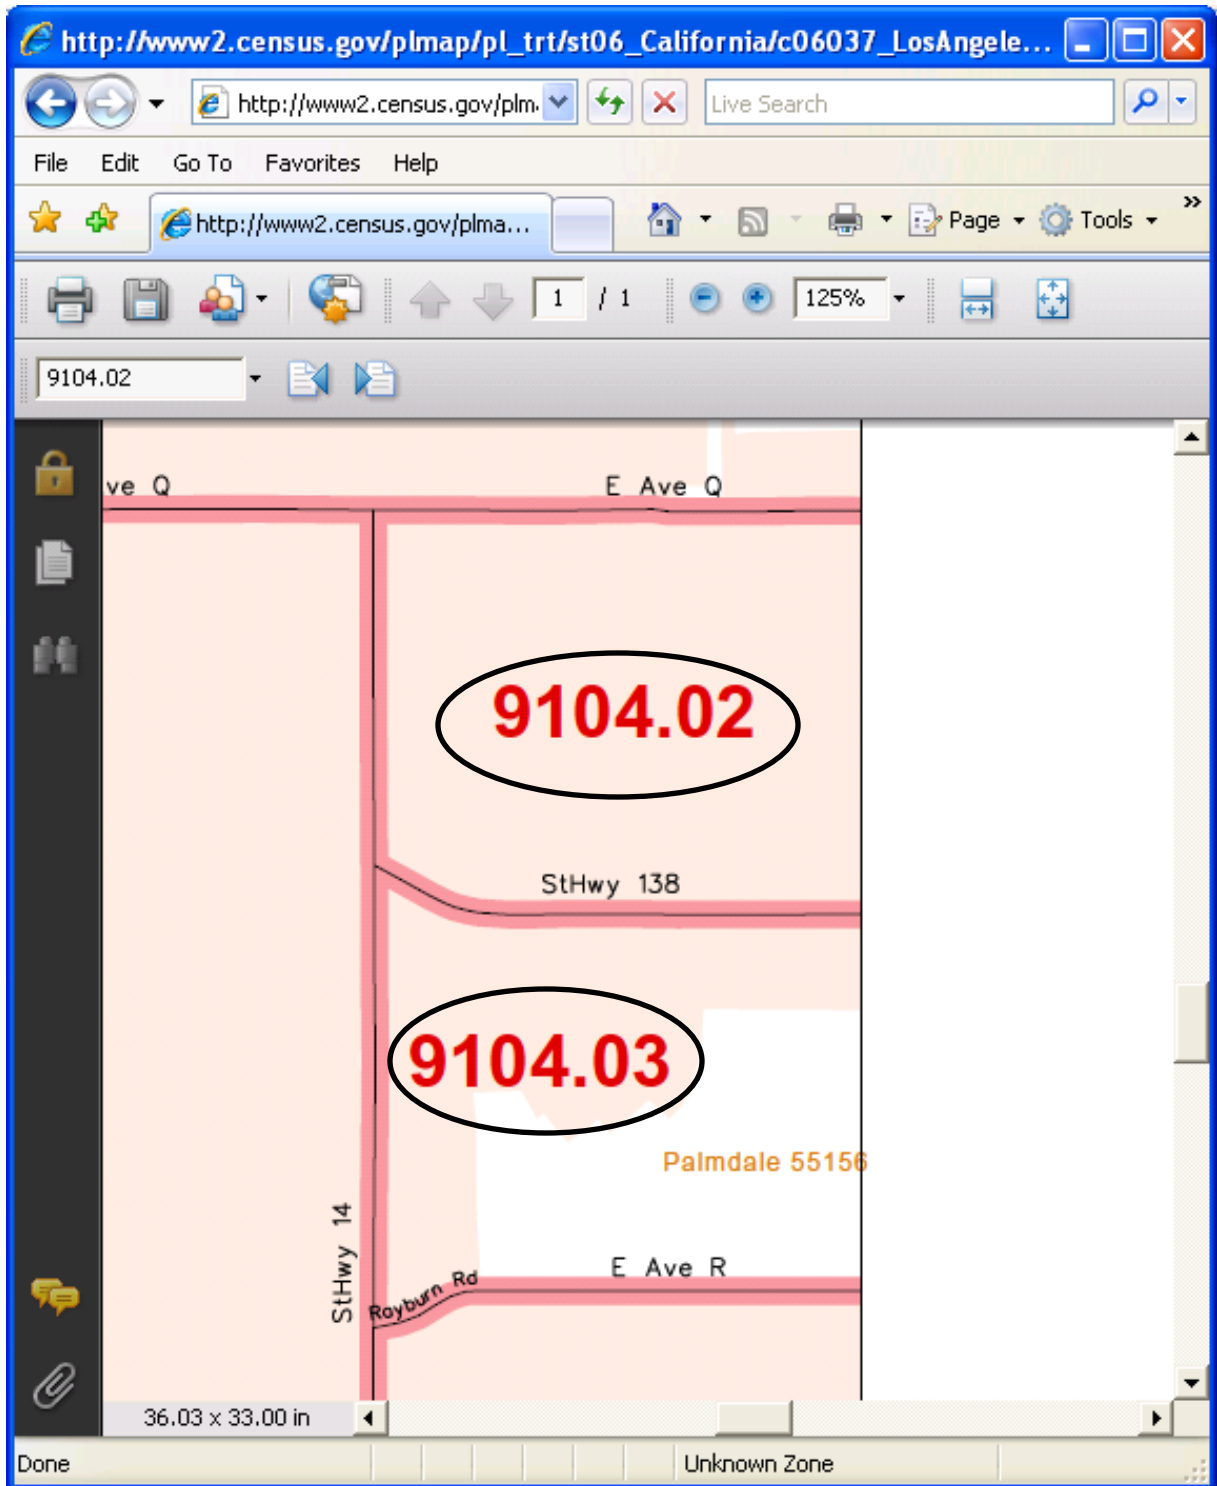 http://www2.census.gov/plmap/pl_trt/st06_California/c06037_LosAngele...
http://www2.census.gov/plm
Live Search
File Edit Go To Favorites Help
http://www2.census.gov/plma...
Page Tools »
1 / 1 125%
9104.02
ve Q
E Ave Q
9104.02
StHwy 138
9104.03
Palmdale 55156
StHwy 14
E Ave R
Rayburn Rd
36.03 x 33.00 in
Done Unknown Zone